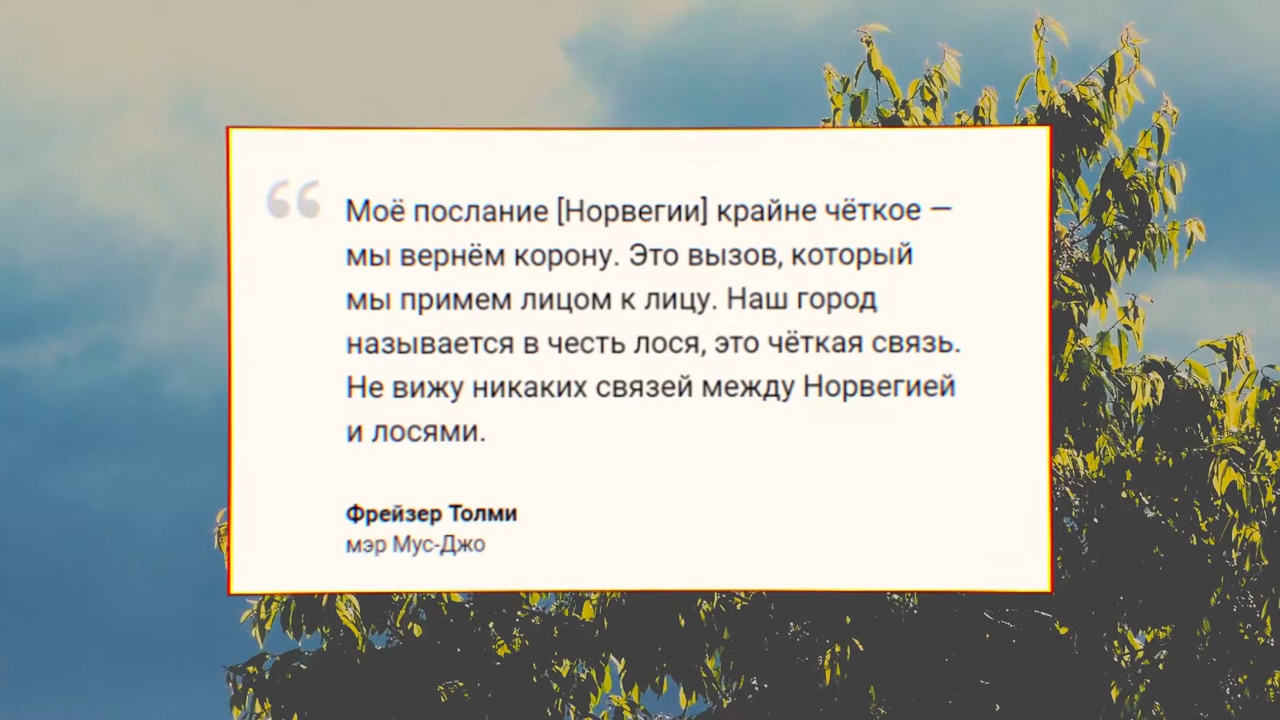 Моё послание [Норвегии] крайне чёткое —
мы вернём корону. Это вызов, который
мы примем лицом к лицу. Наш город
называется в честь лося, это чёткая связь.
Не вижу никаких связей между Норвегией
и лосями.
Фрейзер Толми
мэр Мус-Джо